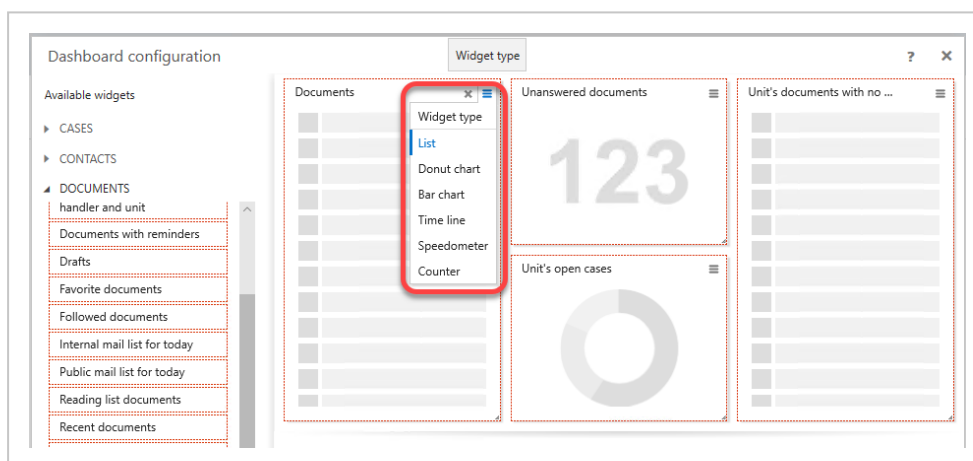 Dashboard configuration
Widget type
?
Available widgets
CASES
CONTACTS
DOCUMENTS
handler and unit
Documents with reminders
Drafts
Favorite documents
Followed documents
Internal mail list for today
Public mail list for today
Reading list documents
Recent documents
Documents
Widget type
List
Donut chart
Bar chart
Time line
Speedometer
Counter
Unanswered documents
123
Unit's open cases
Unit's documents with no ...